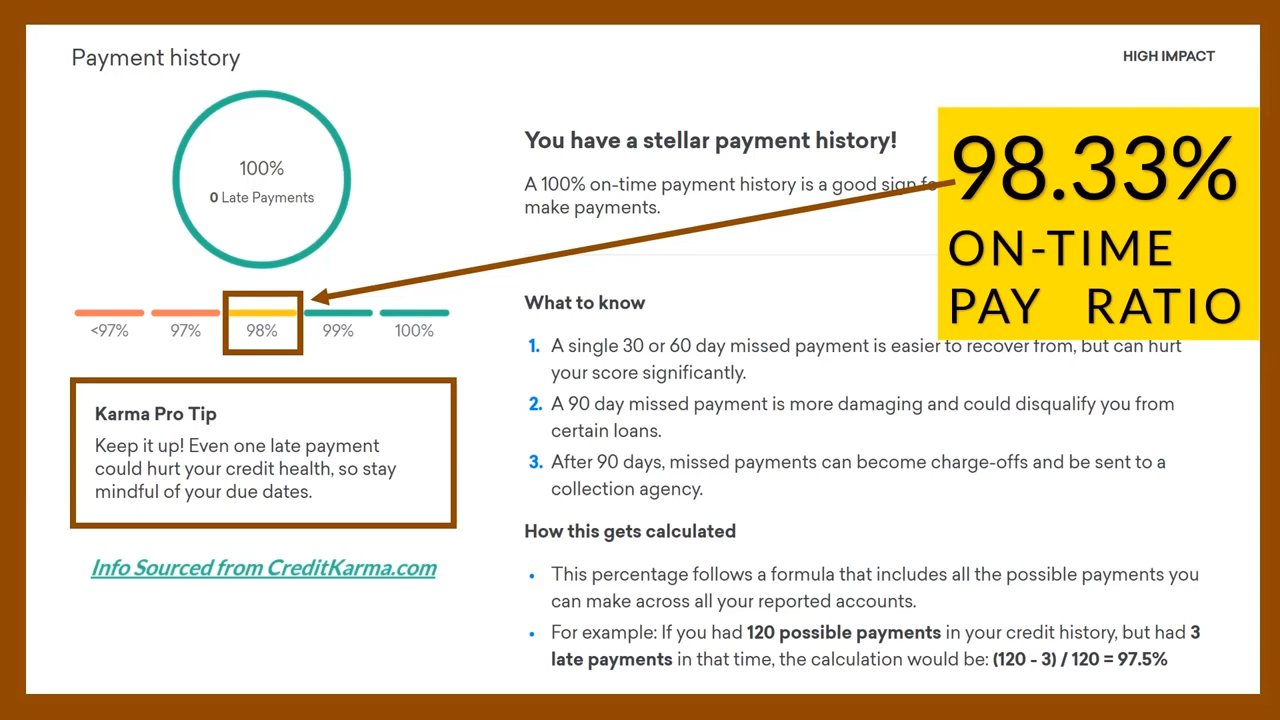 Payment history
HIGH IMPACT
100%
0 Late Payments
<97%
97%
98%
99%
100%
Karma Pro Tip
Keep it up! Even one late payment
could hurt your credit health, so stay
mindful of your due dates.
Info Sourced from CreditKarma.com
You have a stellar payment history!
A 100% on-time payment history is a good sign
make payments.
98.33%
ON-TIME
PAY RATIO
What to know
1. A single 30 or 60 day missed payment is easier to recover from, but can hurt
your score significantly.
2. A 90 day missed payment is more damaging and could disqualify you from
certain loans.
3. After 90 days, missed payments can become charge-offs and be sent to a
collection agency.
How this gets calculated
• This percentage follows a formula that includes all the possible payments you
can make across all your reported accounts.
• For example: If you had 120 possible payments in your credit history, but had 3
late payments in that time, the calculation would be: (120 - 3) / 120 = 97.5%